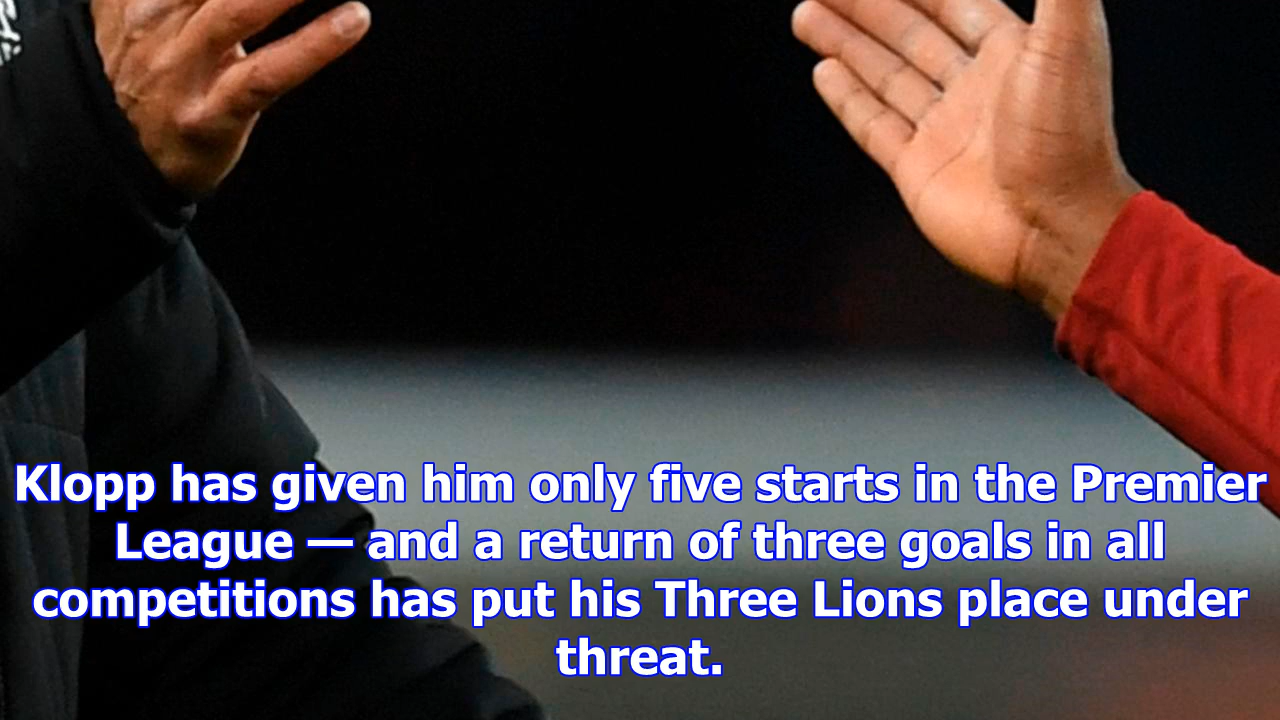 Klopp has given him only five starts in the Premier
League — and a return of three goals in all
competitions has put his Three Lions place under
threat.